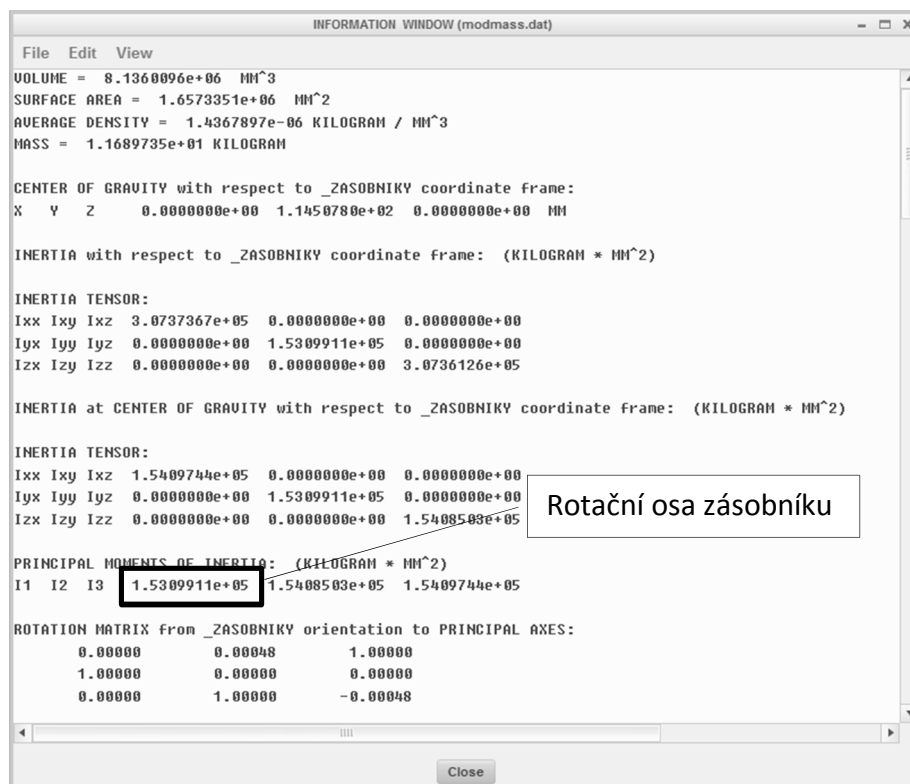 INFORMATION WINDOW (modmass.dat)
File Edit View
VOLUME = 8.1360096e+06 MM^3
SURFACE AREA = 1.6573351e+06 MM^2
AVERAGE DENSITY = 1.4367897e-06 KILOGRAM / MM^3
MASS = 1.1689735e+01 KILOGRAM
CENTER OF GRAVITY with respect to _ZASOBNIKY coordinate frame:
X Y Z 0.0000000e+00 1.1450780e+02 0.0000000e+00 MM
INERTIA with respect to _ZASOBNIKY coordinate frame: (KILOGRAM * MM^2)
INERTIA TENSOR:
Ixx Ixy Ixz 3.0737367e+05 0.0000000e+00 0.0000000e+00
Iyx Iyy Iyz 0.0000000e+00 1.5309911e+05 0.0000000e+00
Izx Izy Izz 0.0000000e+00 0.0000000e+00 3.0736126e+05
INERTIA at CENTER OF GRAVITY with respect to _ZASOBNIKY coordinate frame: (KILOGRAM * MM^2)
INERTIA TENSOR:
Ixx Ixy Ixz 1.5409744e+05 0.0000000e+00 0.0000000e+00
Iyx Iyy Iyz 0.0000000e+00 1.5309911e+05 0.0000000e+00
Izx Izy Izz 0.0000000e+00 0.0000000e+00 1.5408503e+05
Rotační osa zásobníku
PRINCIPAL MOMENTS OF INERTIA: (KILOGRAM * MM^2)
I1 I2 I3 1.5309911e+05 1.5408503e+05 1.5409744e+05
ROTATION MATRIX from _ZASOBNIKY orientation to PRINCIPAL AXES:
0.00000 0.00048 1.00000
1.00000 0.00000 0.00000
0.00000 1.00000 -0.00048
Close